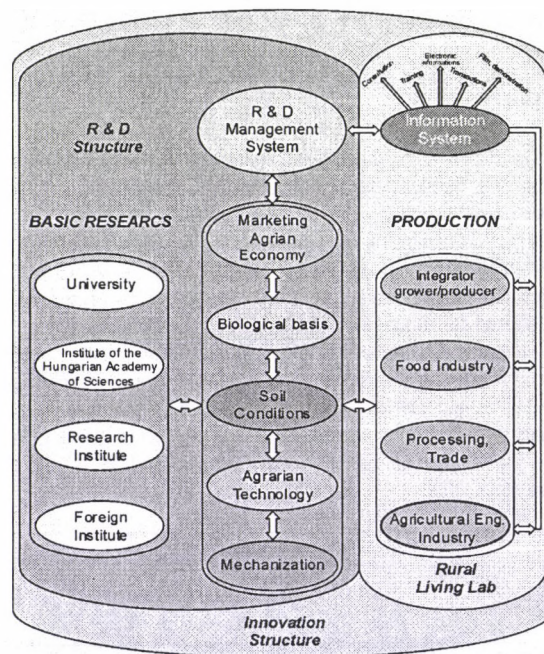 Consultation
Training
Electronic
informations
Transactions
Film, demonstration
R & D
Structure
R & D
Management
System
Information
System
BASIC RESEARCS
Marketing
Agrian
Economy
PRODUCTION
University
Integrator
grower/producer
Biological basis
Institute of the
Hungarian Academy
of Sciences
Food Industry
Soil
Conditions
Research
Institute
Processing,
Trade
Agrarian
Technology
Foreign
Institute
Agricultural Eng.
Industry
Mechanization
Rural
Living Lab
Innovation
Structure